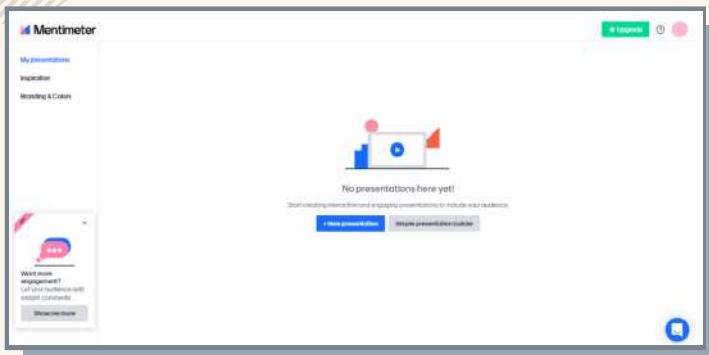 Mentimeter
Upgrade
My presentations
Inspiration
Branding & Colors
No presentations here yet!
Start creating interactive and engaging presentations to include your audience.
+ New presentation
Simple presentation builder
Want more
engagement?
Let your audience send
instant comments
Show me more